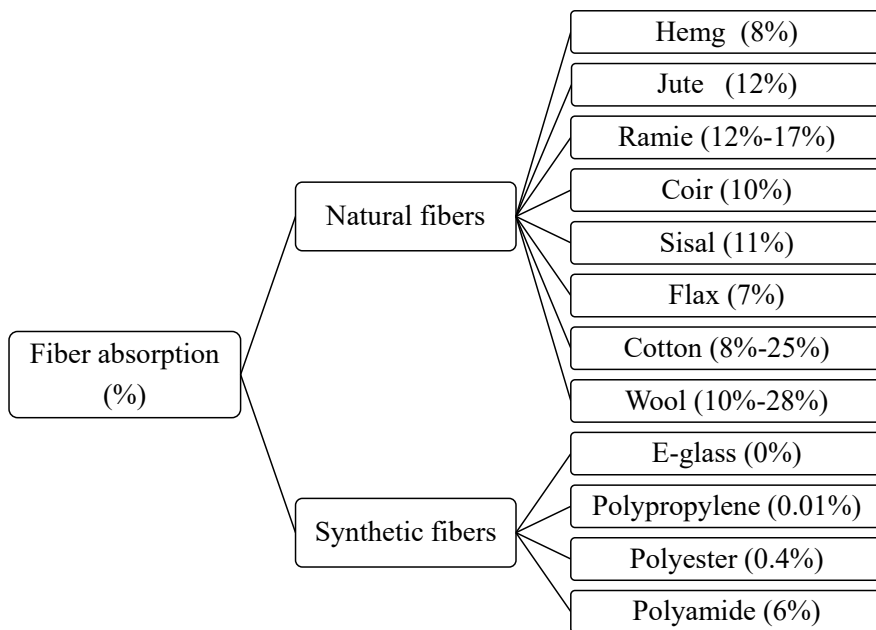 Fiber absorption
(%)
Natural fibers
Hemg (8%)
Jute (12%)
Ramie (12%-17%)
Coir (10%)
Sisal (11%)
Flax (7%)
Cotton (8%-25%)
Wool (10%-28%)
Synthetic fibers
E-glass (0%)
Polypropylene (0.01%)
Polyester (0.4%)
Polyamide (6%)